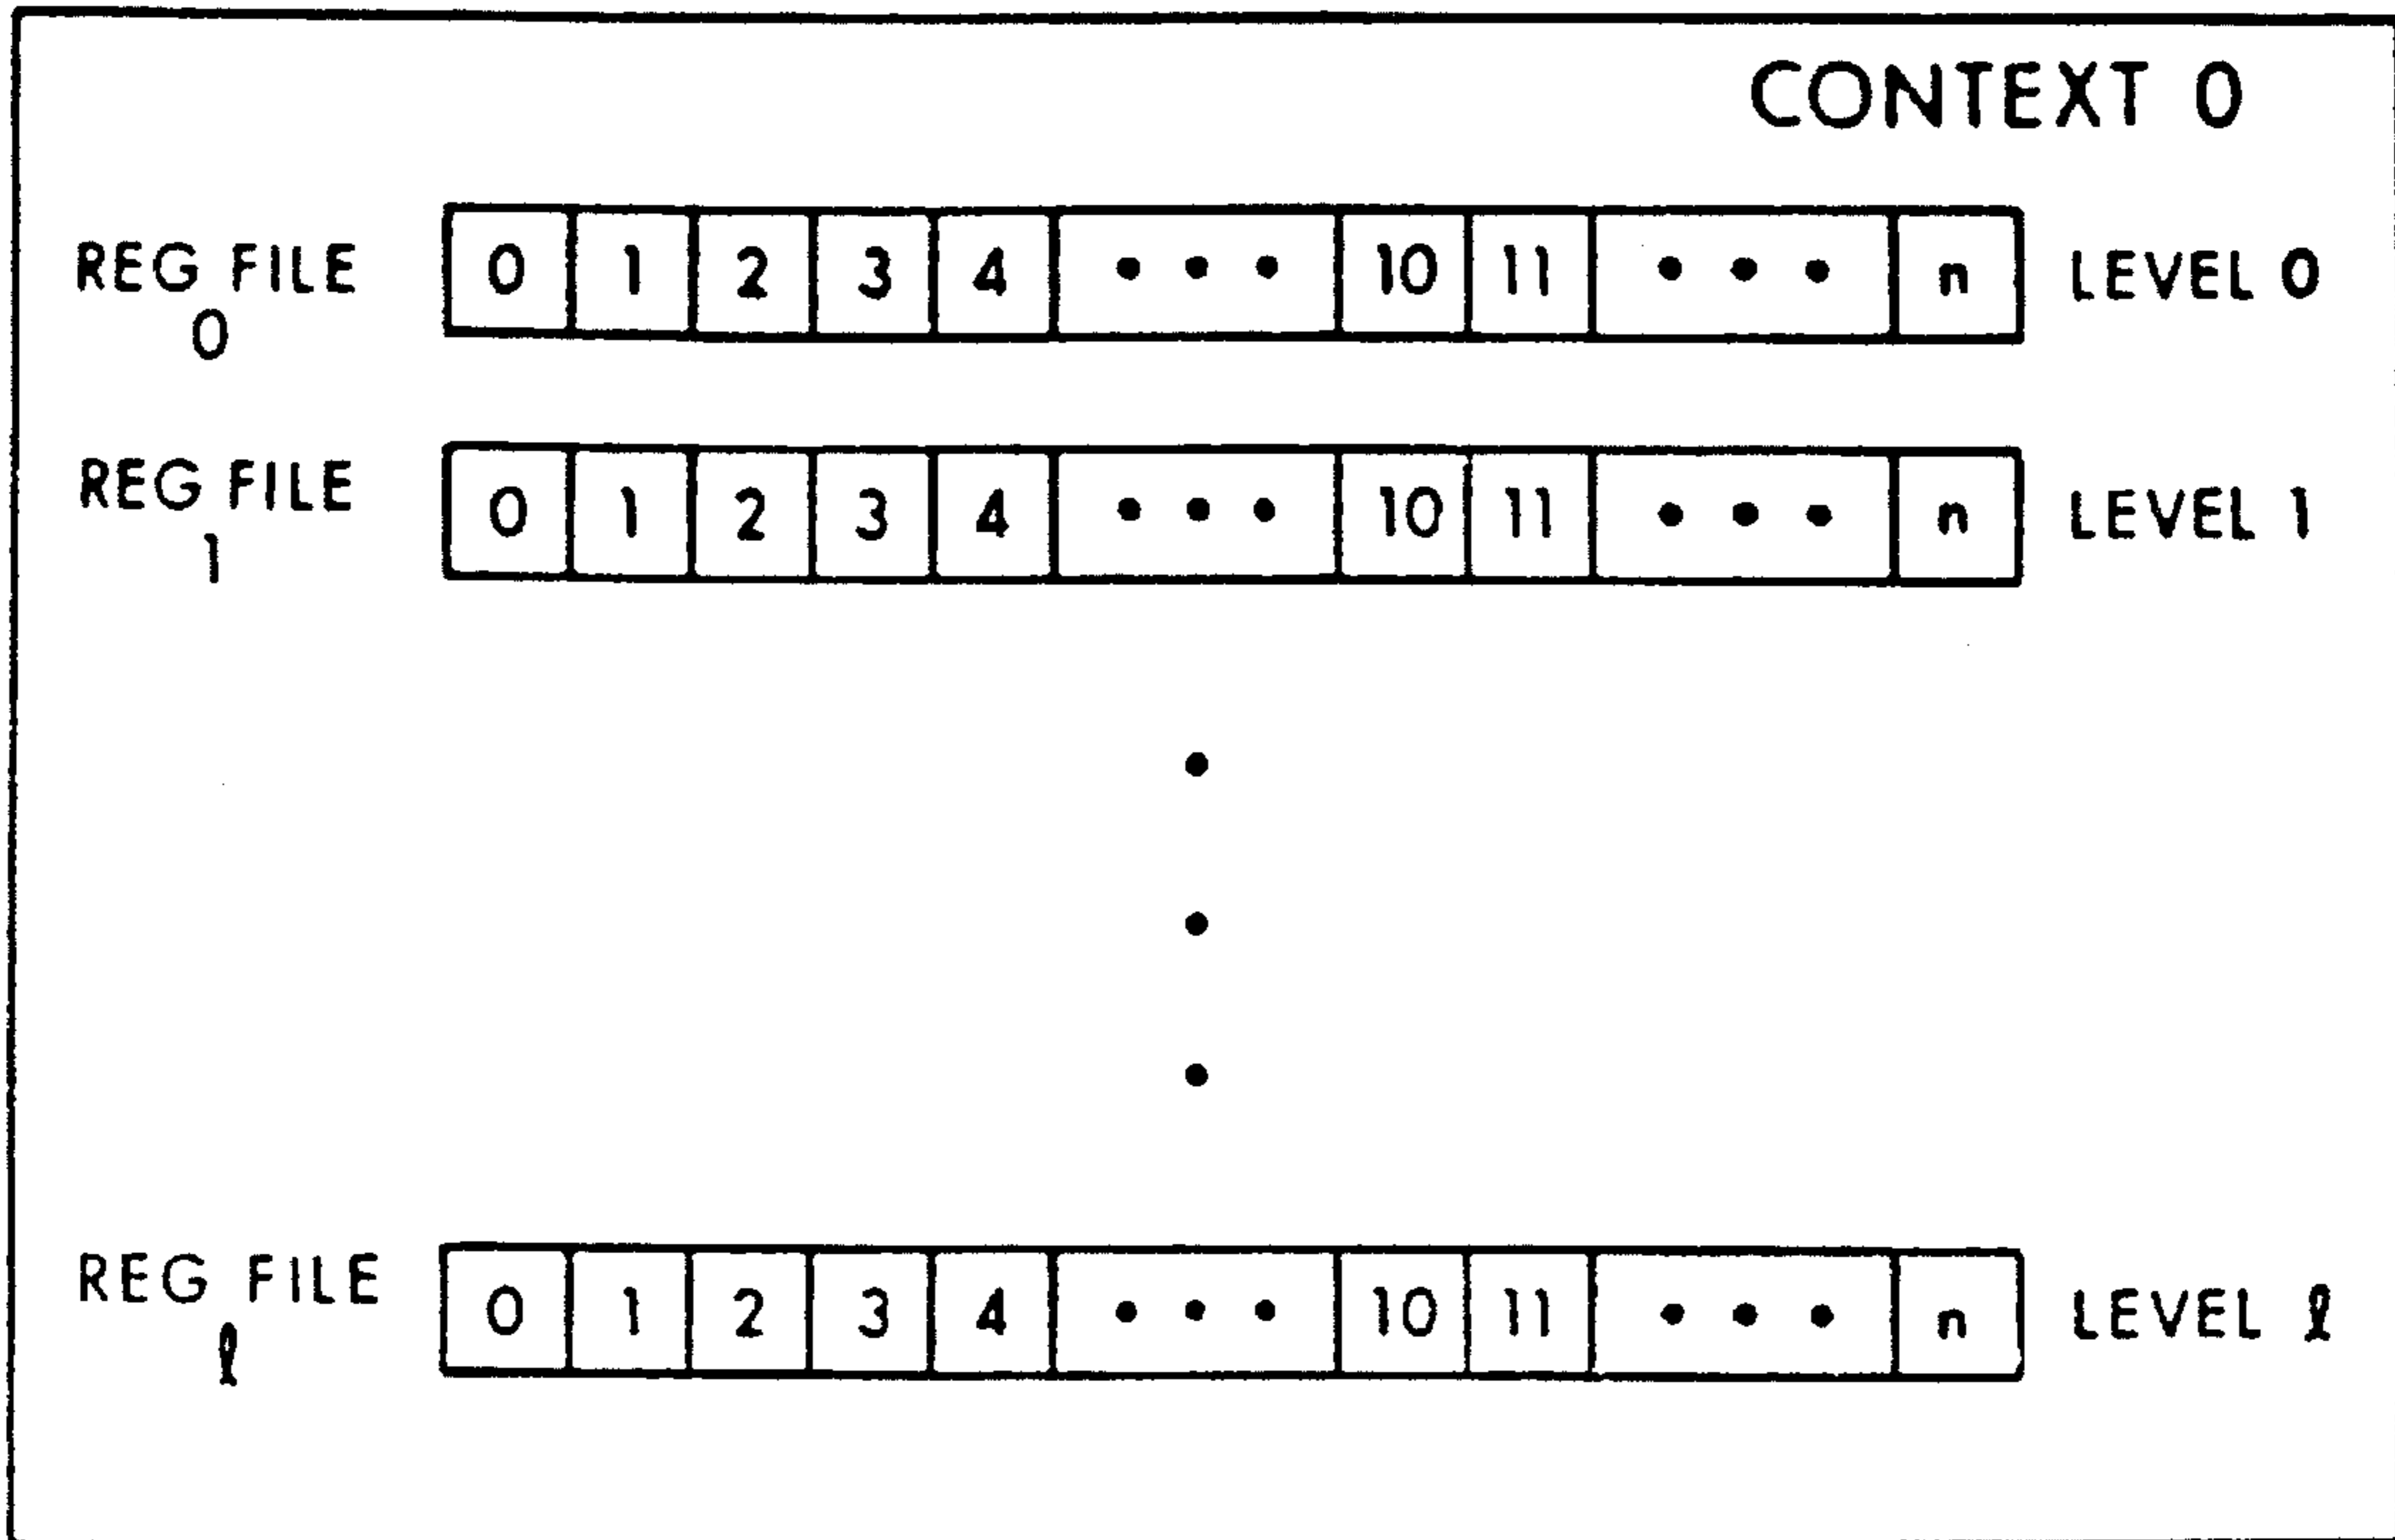 CONTEXT 0
REG FILE 0 0 1 2 3 4 • • • 10 11 • • • n LEVEL 0
REG FILE 1 0 1 2 3 4 • • • 10 11 • • • n LEVEL 1
•
•
•
REG FILE ℓ 0 1 2 3 4 • • • 10 11 • • • n LEVEL ℓ